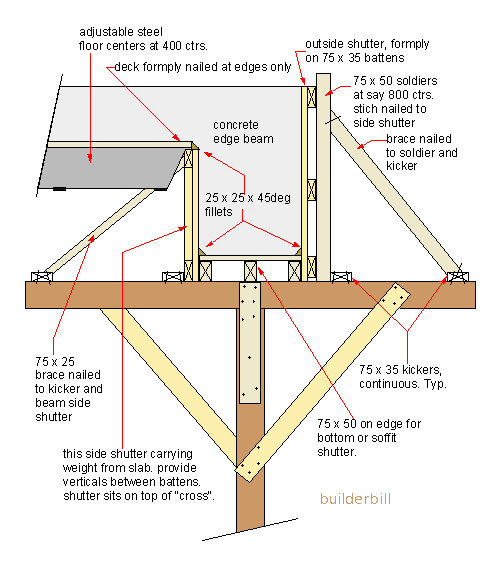 adjustable steel
floor centers at 400 ctrs.
deck formply nailed at edges only
outside shutter, formply
on 75 x 35 battens
75 x 50 soldiers
at say 800 ctrs.
stich nailed to
side shutter
concrete
edge beam
brace nailed
to soldier and
kicker
25 x 25 x 45deg
fillets
75 x 25
brace nailed
to kicker and
beam side
shutter
75 x 35 kickers,
continuous. Typ.
75 x 50 on edge for
bottom or soffit
shutter.
this side shutter carrying
weight from slab. provide
verticals between battens.
shutter sits on top of "cross".
builderbill